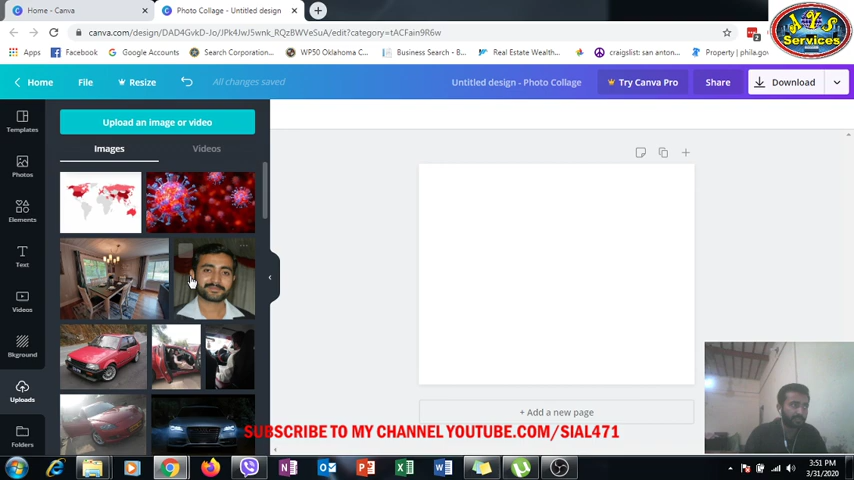 Home - Canva
Photo Collage - Untitled design -
canva.com/design/DAD4GvkD-Jo/JPk4JwJ5wnk_RQzBWVeSuA/edit?category=tACFain9R6w
Apps
Facebook
Google Accounts
Search Corporation...
WP50 Oklahoma C...
Business Search - B...
Real Estate Wealth...
craigslist: san anton...
Property | phila.gov
JYS
Services
Home
File
Resize
All changes saved
Untitled design - Photo Collage
Try Canva Pro
Share
Download
Templates
Photos
Elements
Text
Videos
Bkground
Uploads
Folders
Upload an image or video
Images
Videos
+ Add a new page
SUBSCRIBE TO MY CHANNEL YOUTUBE.COM/SIAL471
3:51 PM
3/31/2020